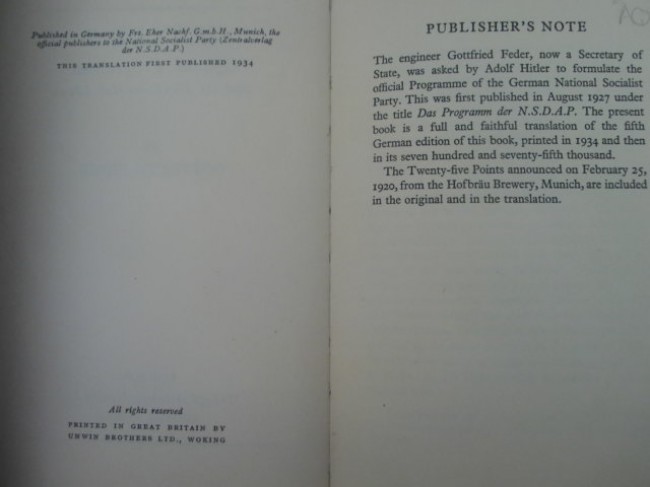 Published in Germany by Frz. Eher Nachf. G.m.b.H., Munich, the
official publishers to the National Socialist Party (Zentralverlag
der N.S.D.A.P.)
THIS TRANSLATION FIRST PUBLISHED 1934
All rights reserved
PRINTED IN GREAT BRITAIN BY
UNWIN BROTHERS LTD., WOKING
PUBLISHER'S NOTE
The engineer Gottfried Feder, now a Secretary of
State, was asked by Adolf Hitler to formulate the
official Programme of the German National Socialist
Party. This was first published in August 1927 under
the title Das Programm der N.S.D.A.P. The present
book is a full and faithful translation of the fifth
German edition of this book, printed in 1934 and then
in its seven hundred and seventy-fifth thousand.
The Twenty-five Points announced on February 25,
1920, from the Hofbräu Brewery, Munich, are included
in the original and in the translation.